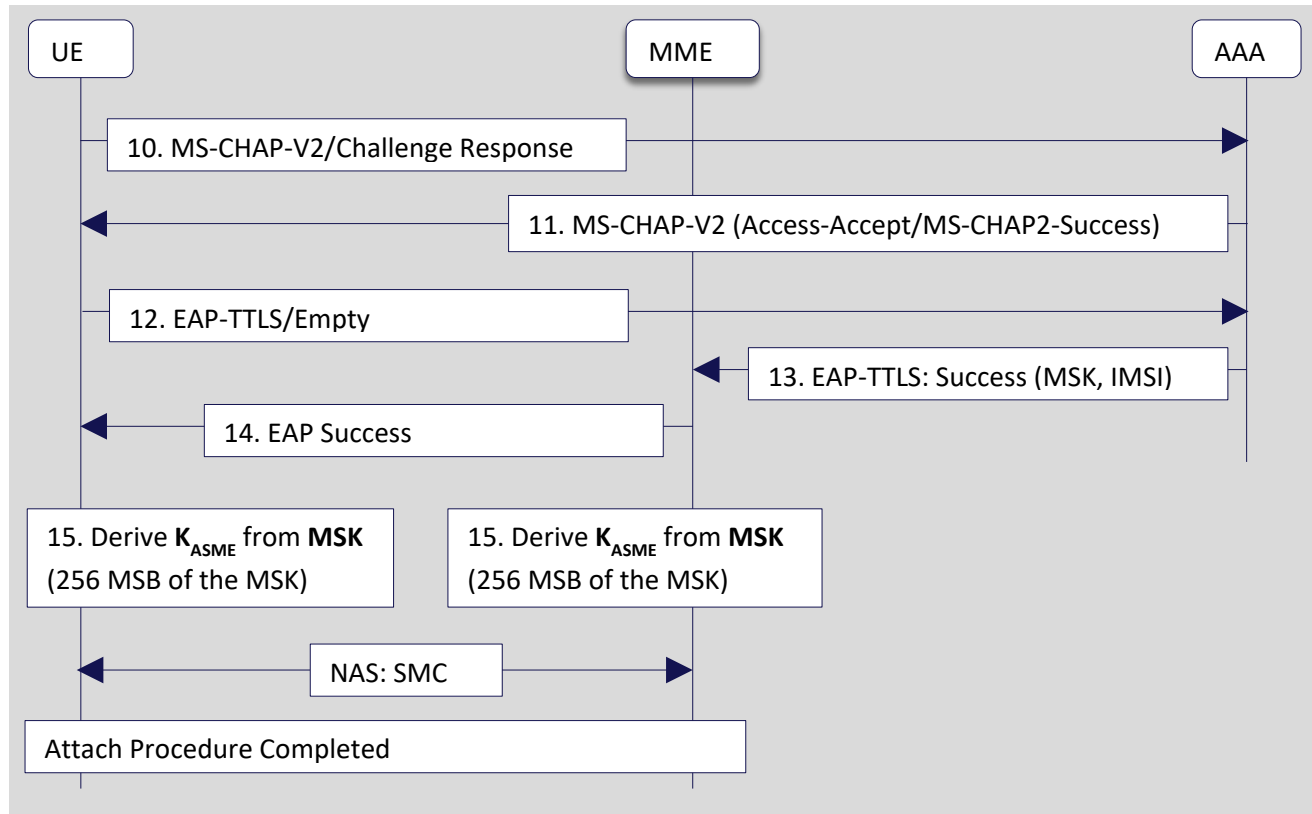 UE
MME
AAA
10. MS-CHAP-V2/Challenge Response
11. MS-CHAP-V2 (Access-Accept/MS-CHAP2-Success)
12. EAP-TTLS/Empty
13. EAP-TTLS: Success (MSK, IMSI)
14. EAP Success
15. Derive KASME from MSK
(256 MSB of the MSK)
15. Derive KASME from MSK
(256 MSB of the MSK)
NAS: SMC
Attach Procedure Completed